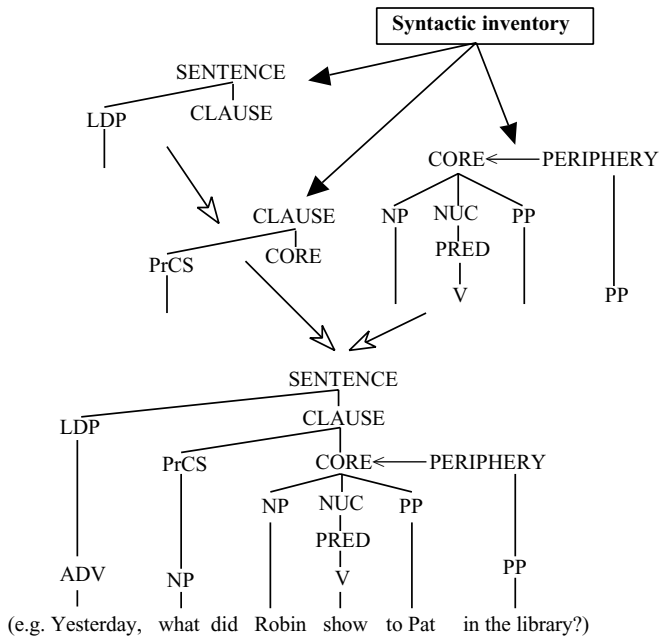 Syntactic inventory
SENTENCE
LDP CLAUSE
CORE PERIPHERY
CLAUSE NP NUC PP
PrCS CORE PRED
V PP
SENTENCE
LDP CLAUSE
PrCS CORE PERIPHERY
NP NUC PP
PRED
ADV NP V PP
(e.g. Yesterday, what did Robin show to Pat in the library?)